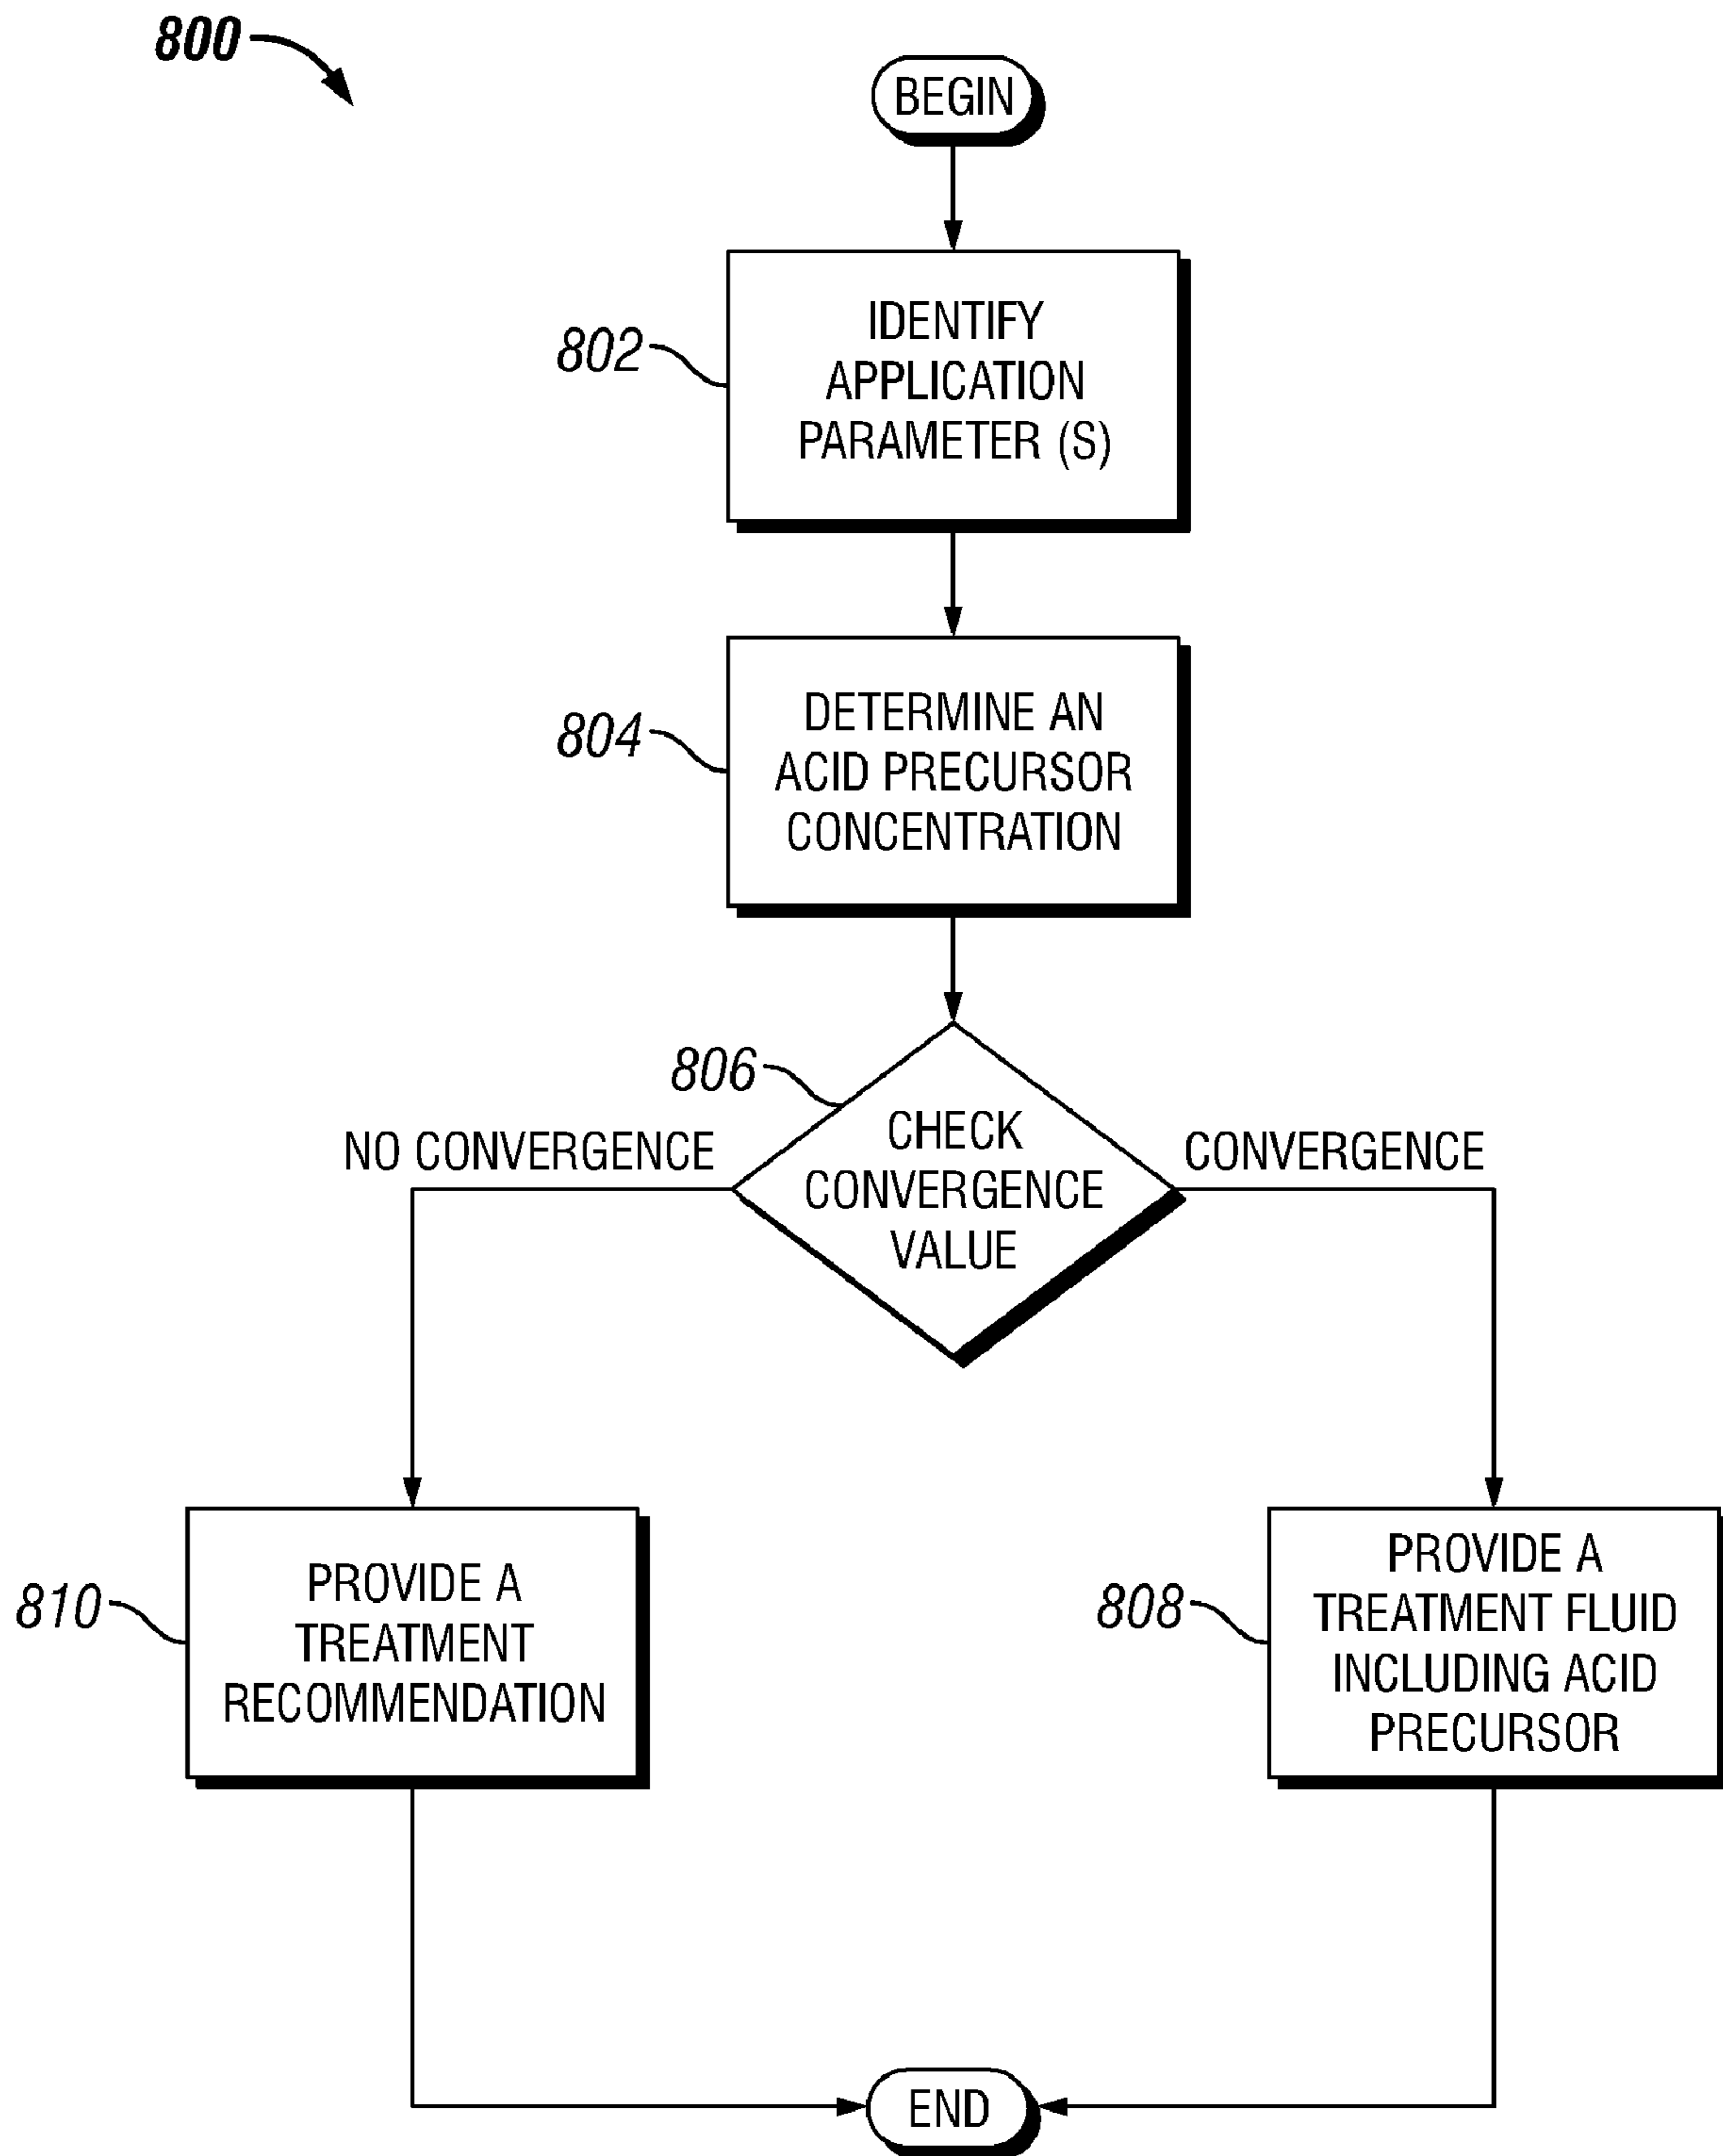 800
BEGIN
802
IDENTIFY
APPLICATION
PARAMETER (S)
804
DETERMINE AN
ACID PRECURSOR
CONCENTRATION
806
CHECK
CONVERGENCE
VALUE
NO CONVERGENCE
CONVERGENCE
810
PROVIDE A
TREATMENT
RECOMMENDATION
808
PROVIDE A
TREATMENT FLUID
INCLUDING ACID
PRECURSOR
END